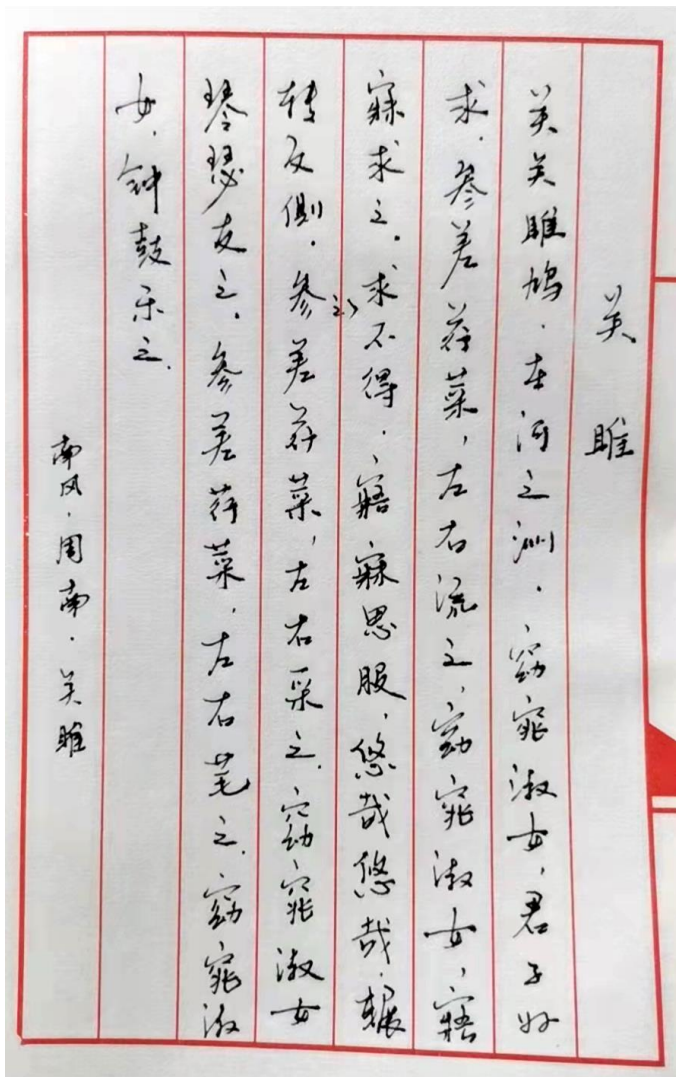 关雎
关关雎鸠，在河之洲。窈窕淑女，君子好
求。参差荇菜，左右流之，窈窕淑女，寤
寐求之。求之不得，寤寐思服，悠哉悠哉，辗
转反侧。参差荇菜，左右采之。窈窕淑女
琴瑟友之。参差荇菜，左右芼之。窈窕淑
女，钟鼓乐之。
南风·周南·关雎